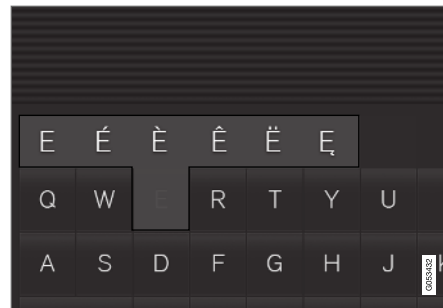 E É È Ê Ë Ę
Q W E R T Y U
A S D F G H J K
G053432